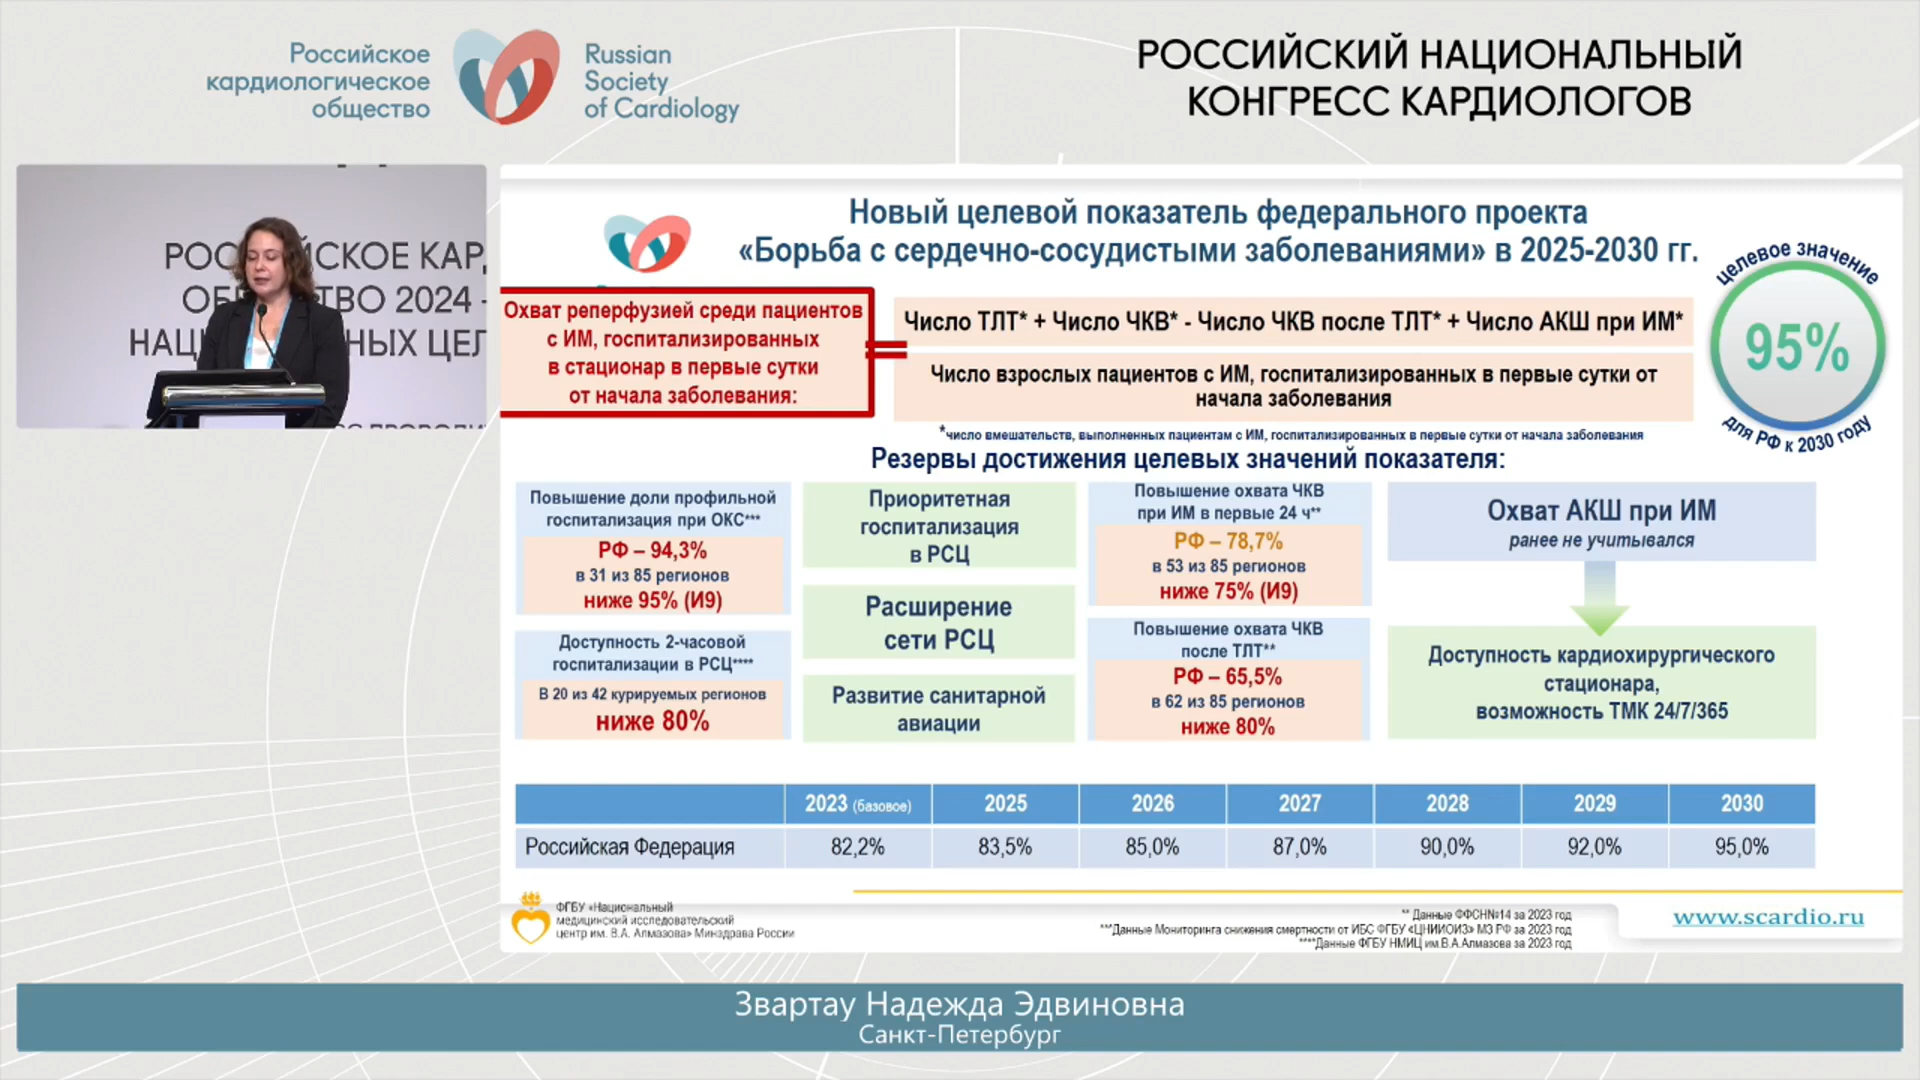 Российское
кардиологическое
общество
Russian
Society
of Cardiology
РОССИЙСКИЙ НАЦИОНАЛЬНЫЙ
КОНГРЕСС КАРДИОЛОГОВ
НАЦ
НЫХ ЦЕЛ
Новый целевой показатель федерального проекта
«Борьба с сердечно-сосудистыми заболеваниями» в 2025-2030 гг.
Охват реперфузией среди пациентов
с ИМ, госпитализированных
в стационар в первые сутки
от начала заболевания:
=
Число ТЛТ* + Число ЧКВ* - Число ЧКВ после ТЛТ* + Число АКШ при ИМ*
Число взрослых пациентов с ИМ, госпитализированных в первые сутки от
начала заболевания
*число вмешательств, выполненных пациентам с ИМ, госпитализированных в первые сутки от начала заболевания
целевое значение
95%
для РФ к 2030 году
Резервы достижения целевых значений показателя:
Повышение доли профильной
госпитализация при ОКС***
РФ – 94,3%
в 31 из 85 регионов
ниже 95% (И9)
Доступность 2-часовой
госпитализации в РСЦ****
В 20 из 42 курируемых регионов
ниже 80%
Приоритетная
госпитализация
в РСЦ
Расширение
сети РСЦ
Развитие санитарной
авиации
Повышение охвата ЧКВ
при ИМ в первые 24 ч**
РФ – 78,7%
в 53 из 85 регионов
ниже 75% (И9)
Повышение охвата ЧКВ
после ТЛТ**
РФ – 65,5%
в 62 из 85 регионов
ниже 80%
Охват АКШ при ИМ
ранее не учитывался
Доступность кардиохирургического
стационара,
возможность ТМК 24/7/365
2023 (базовое) 2025 2026 2027 2028 2029 2030
Российская Федерация 82,2% 83,5% 85,0% 87,0% 90,0% 92,0% 95,0%
ФГБУ «Национальный
медицинский исследовательский
центр им. В.А. Алмазова» Минздрава России
** Данные ФФСН№14 за 2023 год
***Данные Мониторинга снижения смертности от ИБС ФГБУ «ЦНИИОИЗ» МЗ РФ за 2023 год
****Данные ФГБУ НМИЦ им.В.А.Алмазова за 2023 год
www.scardio.ru
Звартау Надежда Эдвиновна
Санкт-Петербург